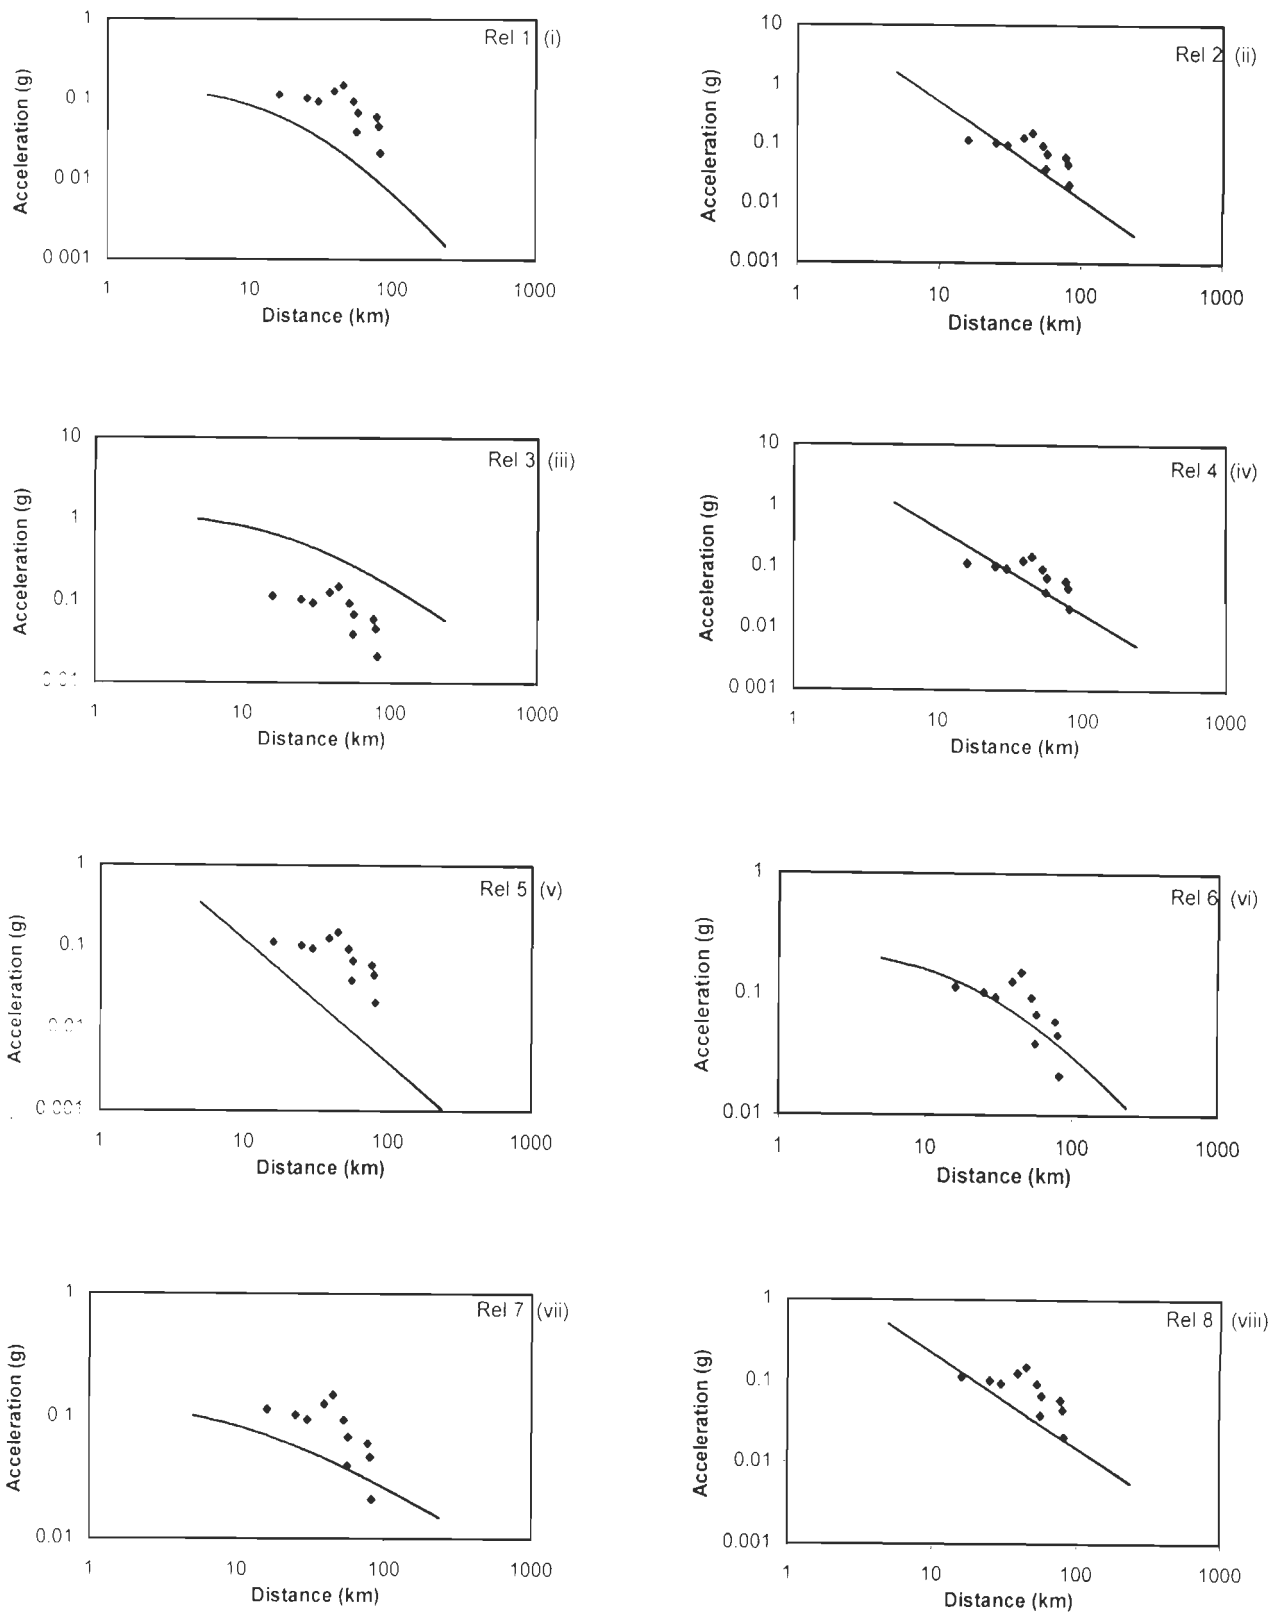 1
Rel 1 (i)
0 1
Acceleration (g)
0 01
0 001
1 10 100 1000
Distance (km)
10
Rel 2 (ii)
1
0.1
Acceleration (g)
0.01
0.001
1 10 100 1000
Distance (km)
10
Rel 3 (iii)
1
Acceleration (g)
0.1
1 10 100 1000
Distance (km)
10
Rel 4 (iv)
1
0.1
Acceleration (g)
0.01
0 001
1 10 100 1000
Distance (km)
1
Rel 5 (v)
0.1
Acceleration (g)
0 001
1 10 100 1000
Distance (km)
1
Rel 6 (vi)
0.1
Acceleration (g)
0.01
1 10 100 1000
Distance (km)
1
Rel 7 (vii)
0 1
Acceleration (g)
0.01
1 10 100 1000
Distance (km)
1
Rel 8 (viii)
0.1
Acceleration (g)
0.01
0.001
1 10 100 1000
Distance (km)